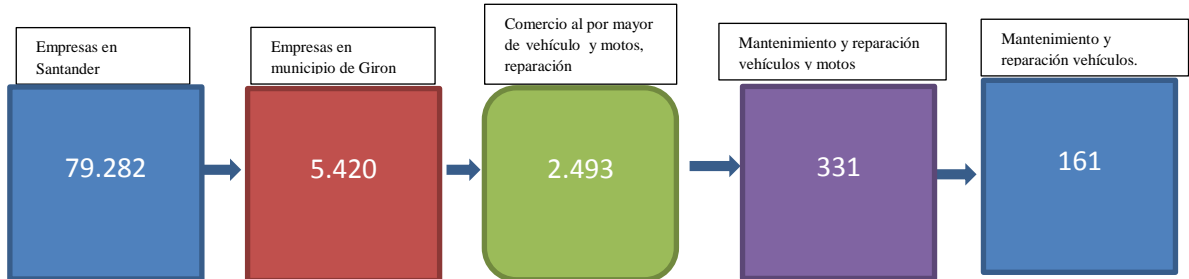 Empresas en
Santander
79.282
Empresas en
municipio de Giron
5.420
Comercio al por mayor
de vehículo y motos,
reparación
2.493
Mantenimiento y reparación
vehículos y motos
331
Mantenimiento y
reparación vehículos.
161